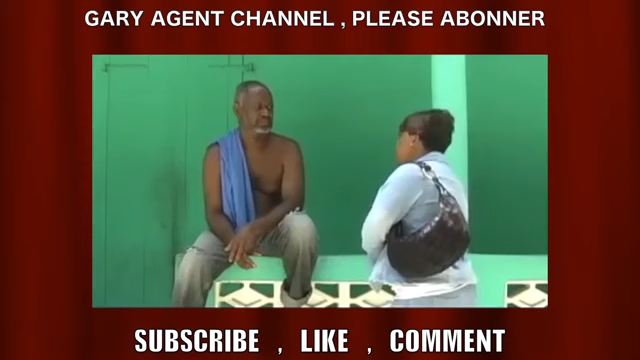 GARY AGENT CHANNEL , PLEASE ABONNER
SUBSCRIBE , LIKE , COMMENT